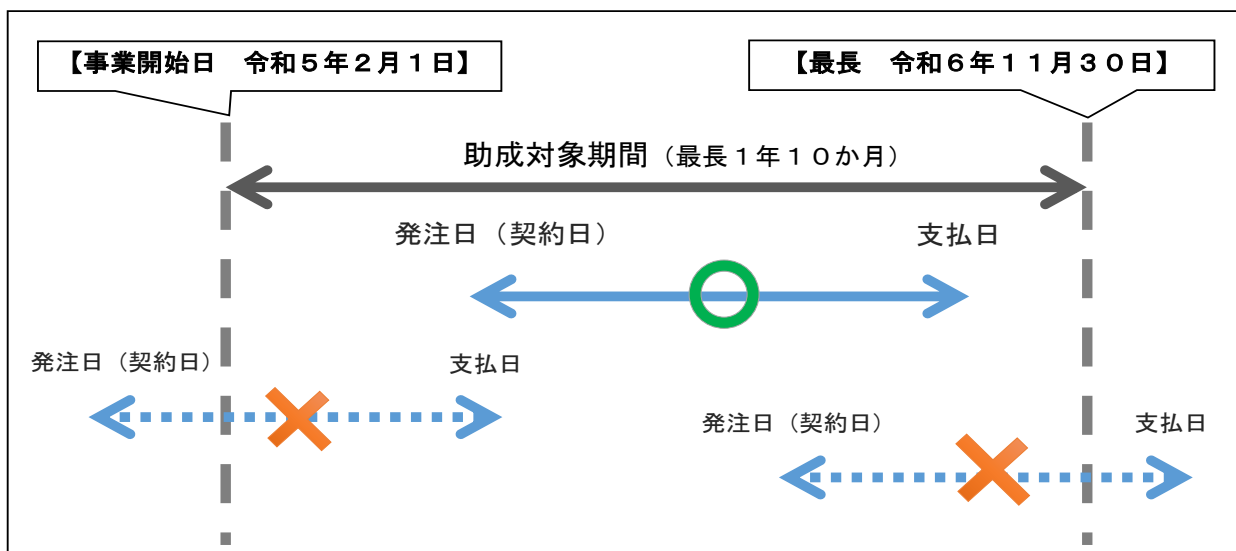 【事業開始日　令和５年２月１日】
【最長　令和６年１１月３０日】
助成対象期間（最長１年１０か月）
発注日（契約日）
支払日
発注日（契約日）
支払日
発注日（契約日）
支払日